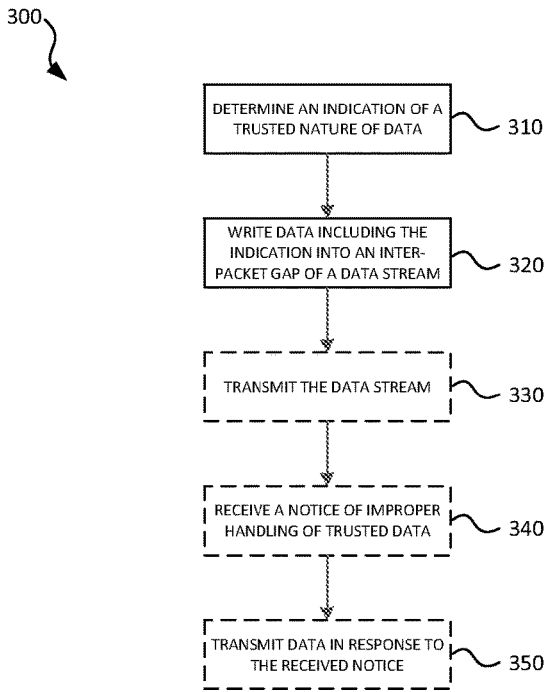 300
DETERMINE AN INDICATION OF A
TRUSTED NATURE OF DATA
310
WRITE DATA INCLUDING THE
INDICATION INTO AN INTER-
PACKET GAP OF A DATA STREAM
320
TRANSMIT THE DATA STREAM
330
RECEIVE A NOTICE OF IMPROPER
HANDLING OF TRUSTED DATA
340
TRANSMIT DATA IN RESPONSE TO
THE RECEIVED NOTICE
350